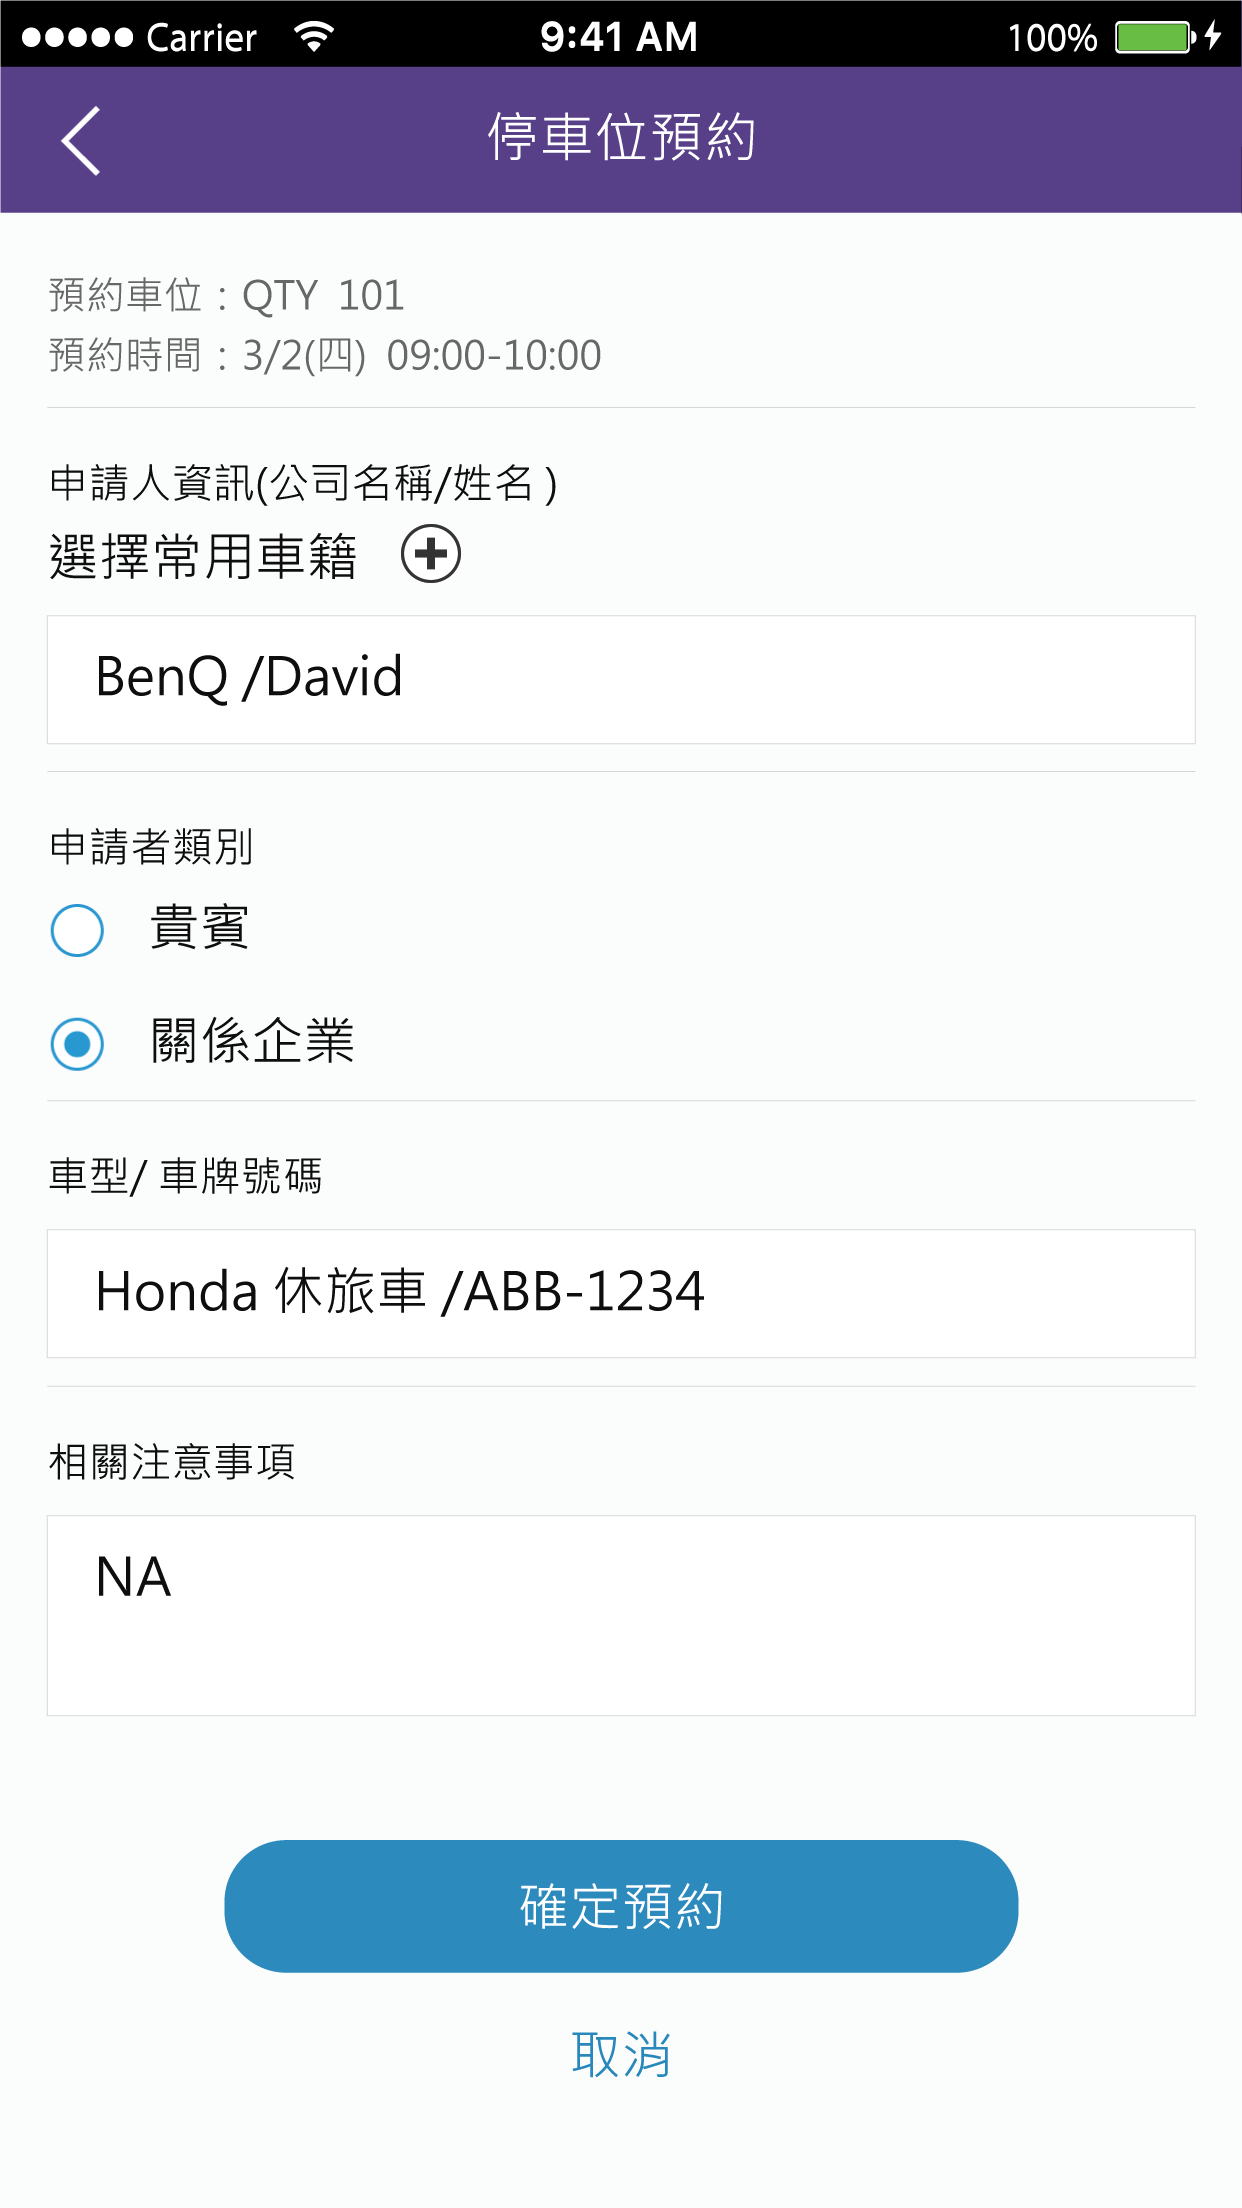 Carrier 9:41 AM 100%
停車位預約
預約車位：QTY 101
預約時間：3/2(四) 09:00-10:00
申請人資訊(公司名稱/姓名)
選擇常用車籍
BenQ /David
申請者類別
貴賓
關係企業
車型/ 車牌號碼
Honda 休旅車 /ABB-1234
相關注意事項
NA
確定預約
取消